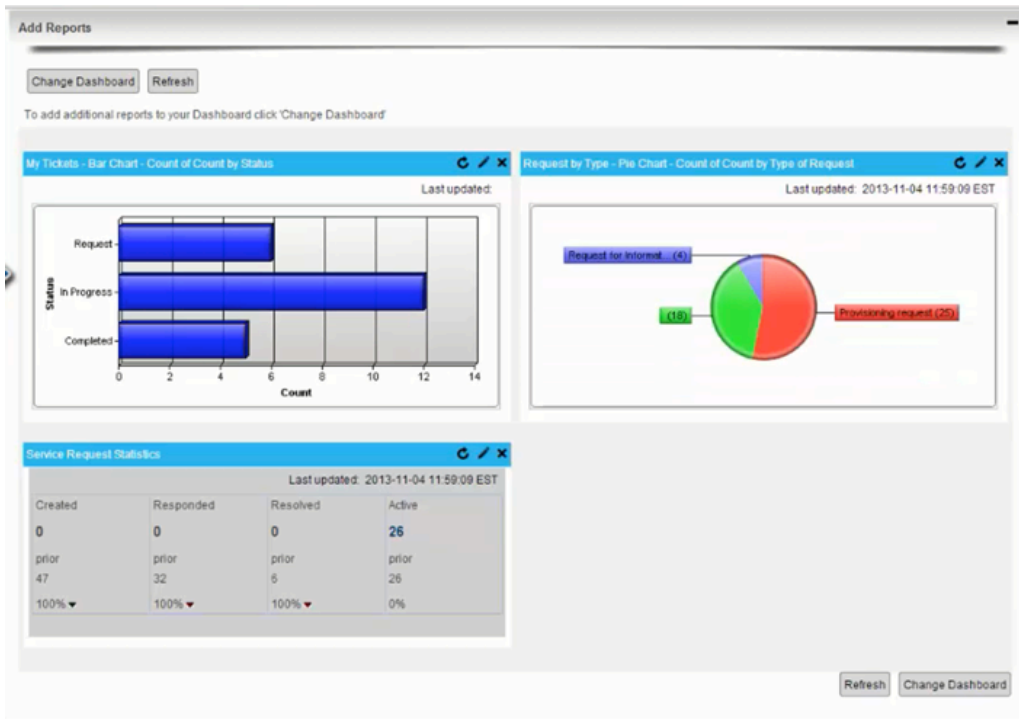 Add Reports
Change Dashboard Refresh
To add additional reports to your Dashboard click 'Change Dashboard'
My Tickets - Bar Chart - Count of Count by Status
Last updated:
Status
Request
In Progress
Completed
0 2 4 6 8 10 12 14
Count
Request by Type - Pie Chart - Count of Count by Type of Request
Last updated: 2013-11-04 11:59:09 EST
Request for Informat... (4)
(18)
Provisioning request (25)
Service Request Statistics
Last updated: 2013-11-04 11:59:09 EST
Created Responded Resolved Active
0 0 0 26
prior prior prior prior
47 32 6 26
100% 100% 100% 0%
Refresh Change Dashboard